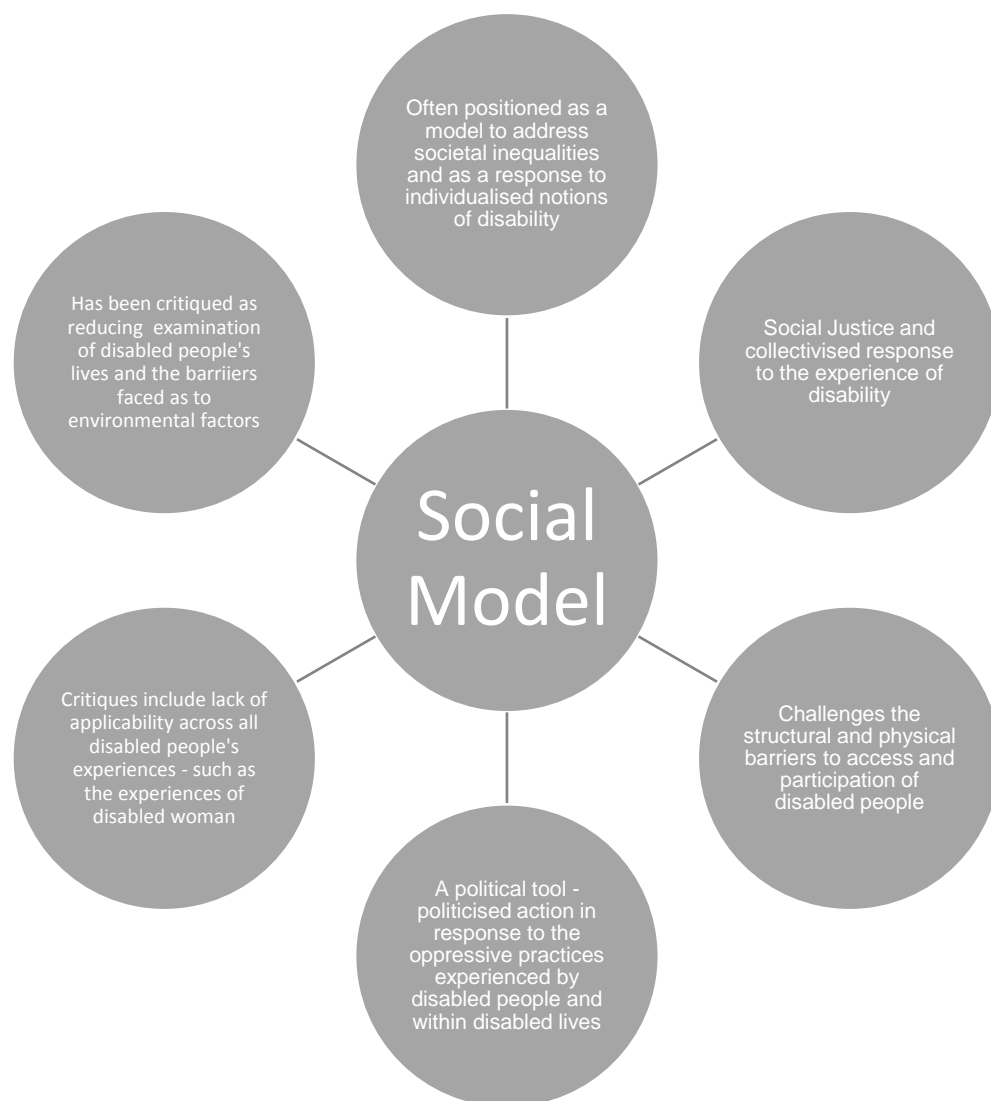 Often positioned as a
model to address
societal inequalities
and as a response to
individualised notions
of disability
Social Justice and
collectivised response
to the experience of
disability
Challenges the
structural and physical
barriers to access and
participation of
disabled people
A political tool -
politicised action in
response to the
oppressive practices
experienced by
disabled people and
within disabled lives
Critiques include lack of
applicability across all
disabled people's
experiences - such as
the experiences of
disabled woman
Has been critiqued as
reducing  examination
of disabled people's
lives and the barriiers
faced as to
environmental factors
Social
Model